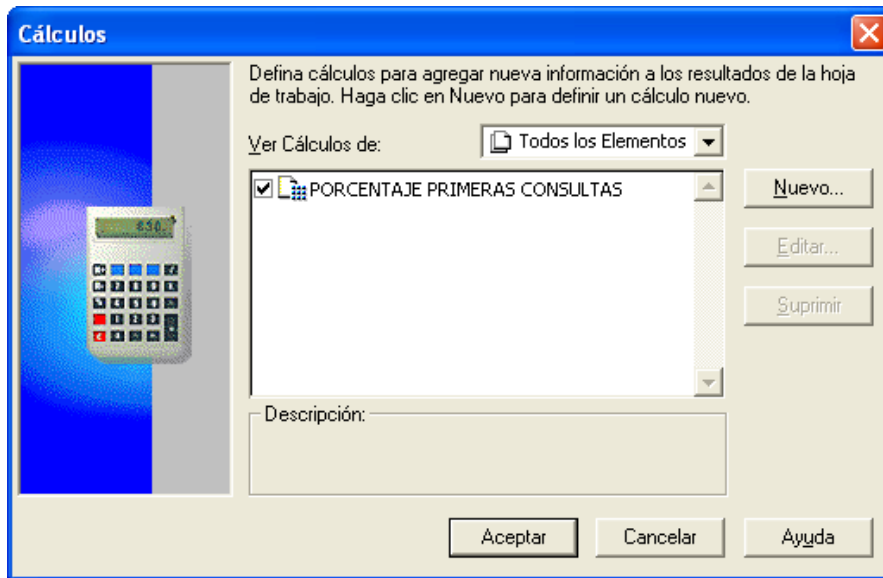 Cálculos
Defina cálculos para agregar nueva información a los resultados de la hoja
de trabajo. Haga clic en Nuevo para definir un cálculo nuevo.
Ver Cálculos de:
Todos los Elementos
PORCENTAJE PRIMERAS CONSULTAS
Nuevo...
Editar...
Suprimir
Descripción:
Aceptar
Cancelar
Ayuda